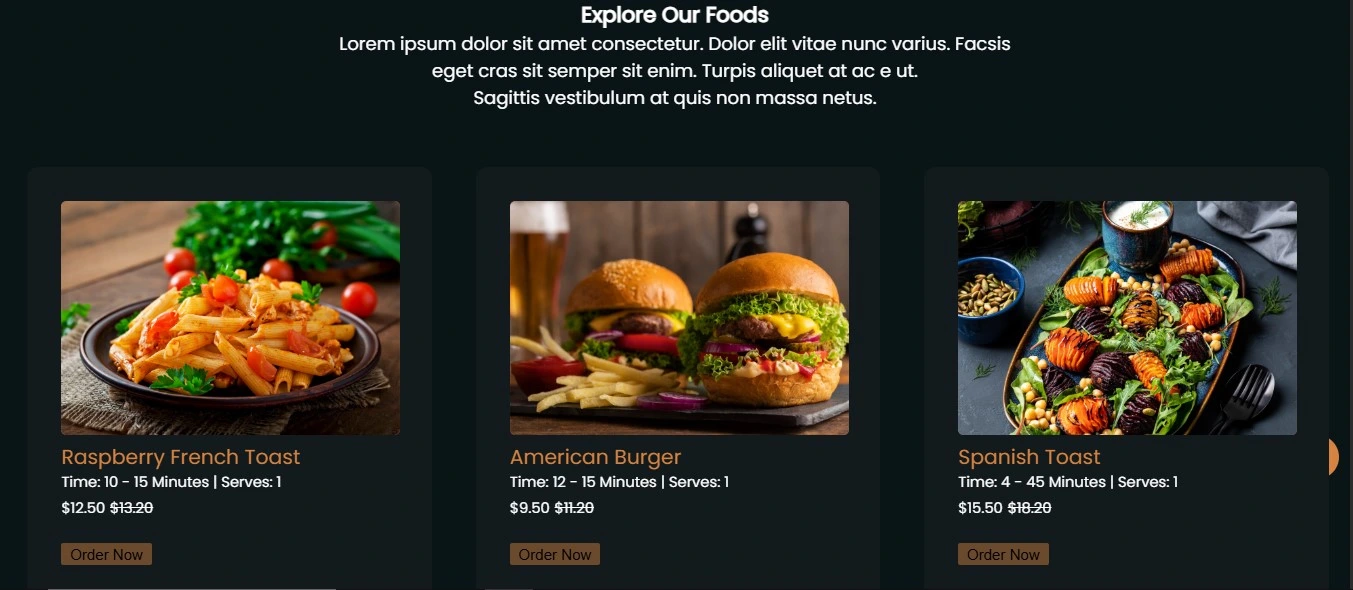 Explore Our Foods
Lorem ipsum dolor sit amet consectetur. Dolor elit vitae nunc varius. Facsis
eget cras sit semper sit enim. Turpis aliquet at ac e ut.
Sagittis vestibulum at quis non massa netus.
Raspberry French Toast
Time: 10 - 15 Minutes | Serves: 1
$12.50 $13.20
Order Now
American Burger
Time: 12 - 15 Minutes | Serves: 1
$9.50 $11.20
Order Now
Spanish Toast
Time: 4 - 45 Minutes | Serves: 1
$15.50 $18.20
Order Now